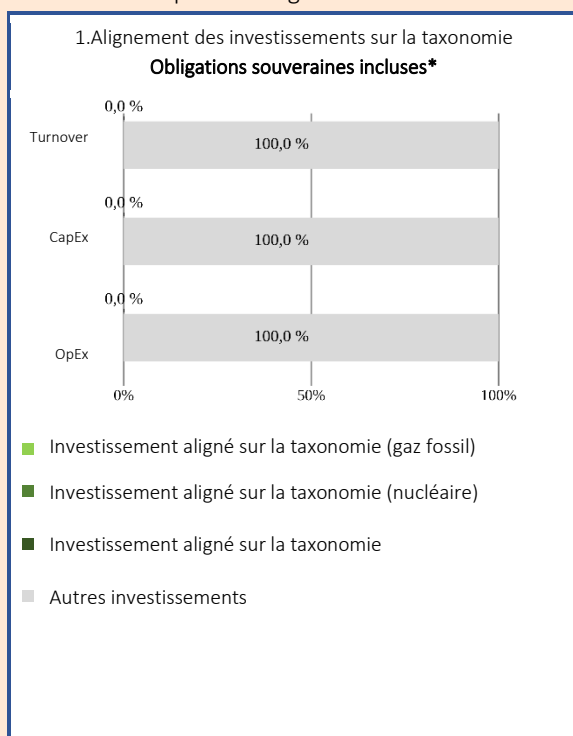 1.Alignement des investissements sur la taxonomie
Obligations souveraines incluses*
0,0 %
Turnover
100,0 %
0,0 %
CapEx
100,0 %
0,0 %
100,0 %
OpEx
0%
50%
100%
Investissement aligné sur la taxonomie (gaz fossil)
Investissement aligné sur la taxonomie (nucléaire)
Investissement aligné sur la taxonomie
Autres investissements